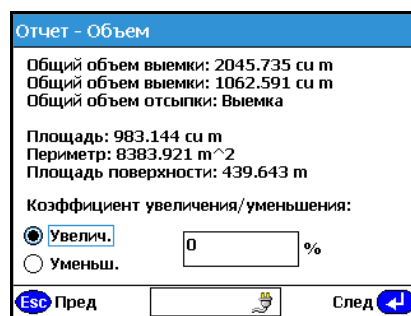 Отчет - Объем
Общий объем выемки: 2045.735 cu m
Общий объем выемки: 1062.591 cu m
Общий объем отсыпки: Выемка
Площадь: 983.144 cu m
Периметр: 8383.921 m^2
Площадь поверхности: 439.643 m
Коэффициент увеличения/уменьшения:
Увелич.
0 %
Уменьш.
Esc Пред След